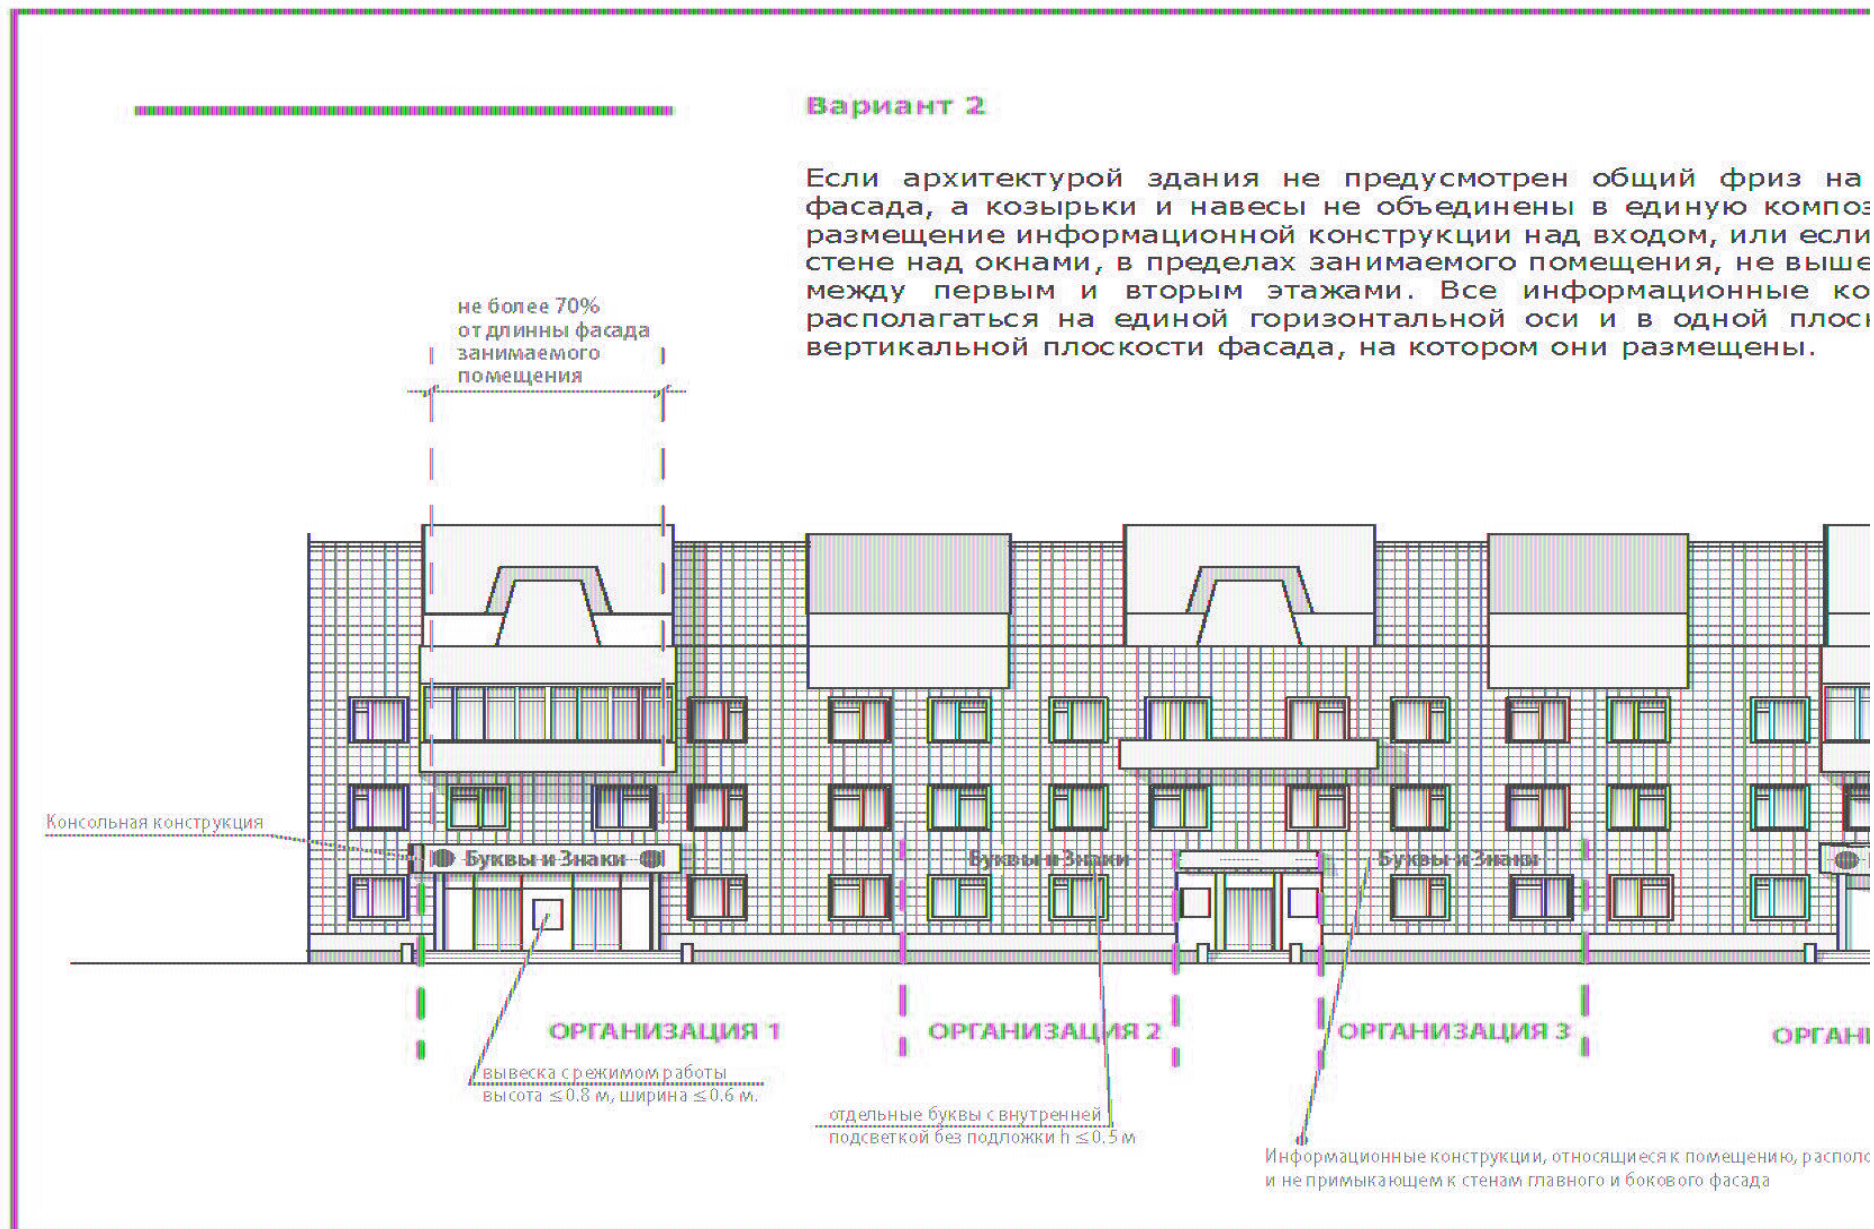 Вариант 2
Если архитектурой здания не предусмотрен общий фриз на
фасада, а козырьки и навесы не объединены в единую композ
размещение информационной конструкции над входом, или если
стене над окнами, в пределах занимаемого помещения, не выше
между первым и вторым этажами. Все информационные ко
располагаться на единой горизонтальной оси и в одной плоск
вертикальной плоскости фасада, на котором они размещены.
не более 70%
от длинны фасада
занимаемого
помещения
Консольная конструкция
Буквы и Знаки
Буквы и Знаки
Буквы и Знаки
ОРГАНИЗАЦИЯ 1
ОРГАНИЗАЦИЯ 2
ОРГАНИЗАЦИЯ 3
ОРГАНИ
вывеска с режимом работы
высота ≤0.8 м, ширина ≤0.6 м.
отдельные буквы с внутренней
подсветкой без подложки h ≤0.5 м
Информационные конструкции, относящиеся к помещению, располо
и не примыкающем к стенам главного и бокового фасада